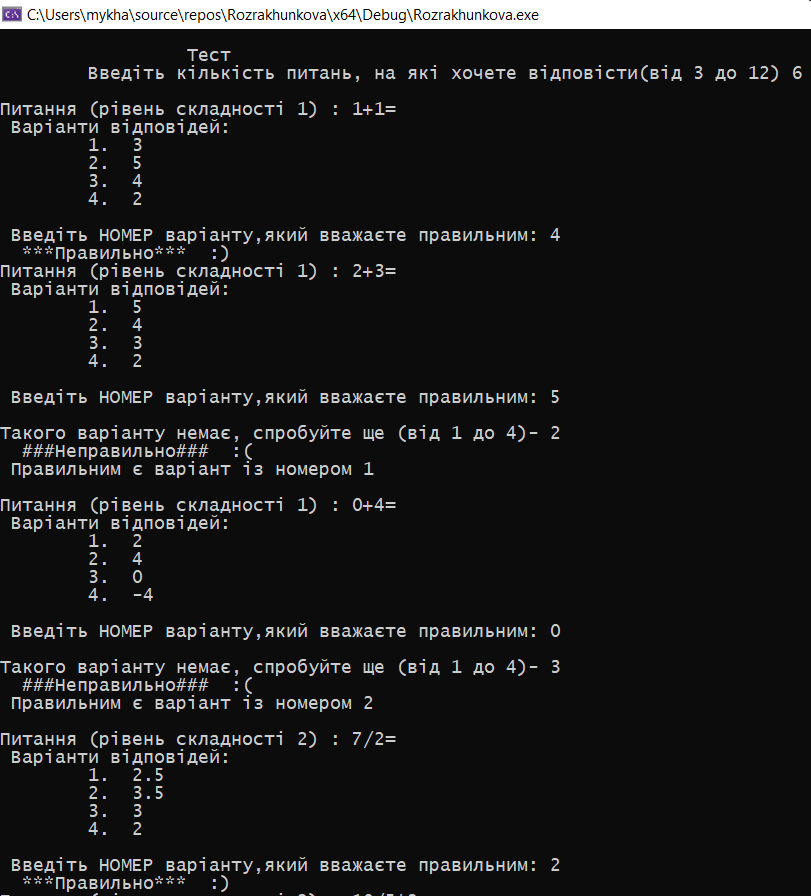 C:\Users\mykha\source\repos\Rozrakhunkova\x64\Debug\Rozrakhunkova.exe
Тест
Введіть кількість питань, на які хочете відповісти(від 3 до 12) 6
Питання (рівень складності 1) : 1+1=
Варіанти відповідей:
1. 3
2. 5
3. 4
4. 2
Введіть НОМЕР варіанту,який вважаєте правильним: 4
***Правильно*** :)
Питання (рівень складності 1) : 2+3=
Варіанти відповідей:
1. 5
2. 4
3. 3
4. 2
Введіть НОМЕР варіанту,який вважаєте правильним: 5
Такого варіанту немає, спробуйте ще (від 1 до 4)- 2
###Неправильно### :(
Правильним є варіант із номером 1
Питання (рівень складності 1) : 0+4=
Варіанти відповідей:
1. 2
2. 4
3. 0
4. -4
Введіть НОМЕР варіанту,який вважаєте правильним: 0
Такого варіанту немає, спробуйте ще (від 1 до 4)- 3
###Неправильно### :(
Правильним є варіант із номером 2
Питання (рівень складності 2) : 7/2=
Варіанти відповідей:
1. 2.5
2. 3.5
3. 3
4. 2
Введіть НОМЕР варіанту,який вважаєте правильним: 2
***Правильно*** :)